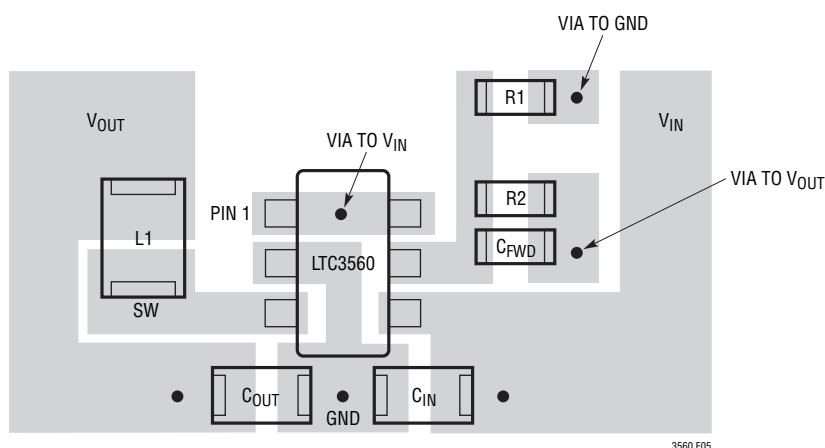 VIA TO GND
R1
VOUT
VIN
VIA TO VIN
VIA TO VOUT
PIN 1
R2
L1
LTC3560
CFWD
SW
COUT
CIN
GND
3560 F05